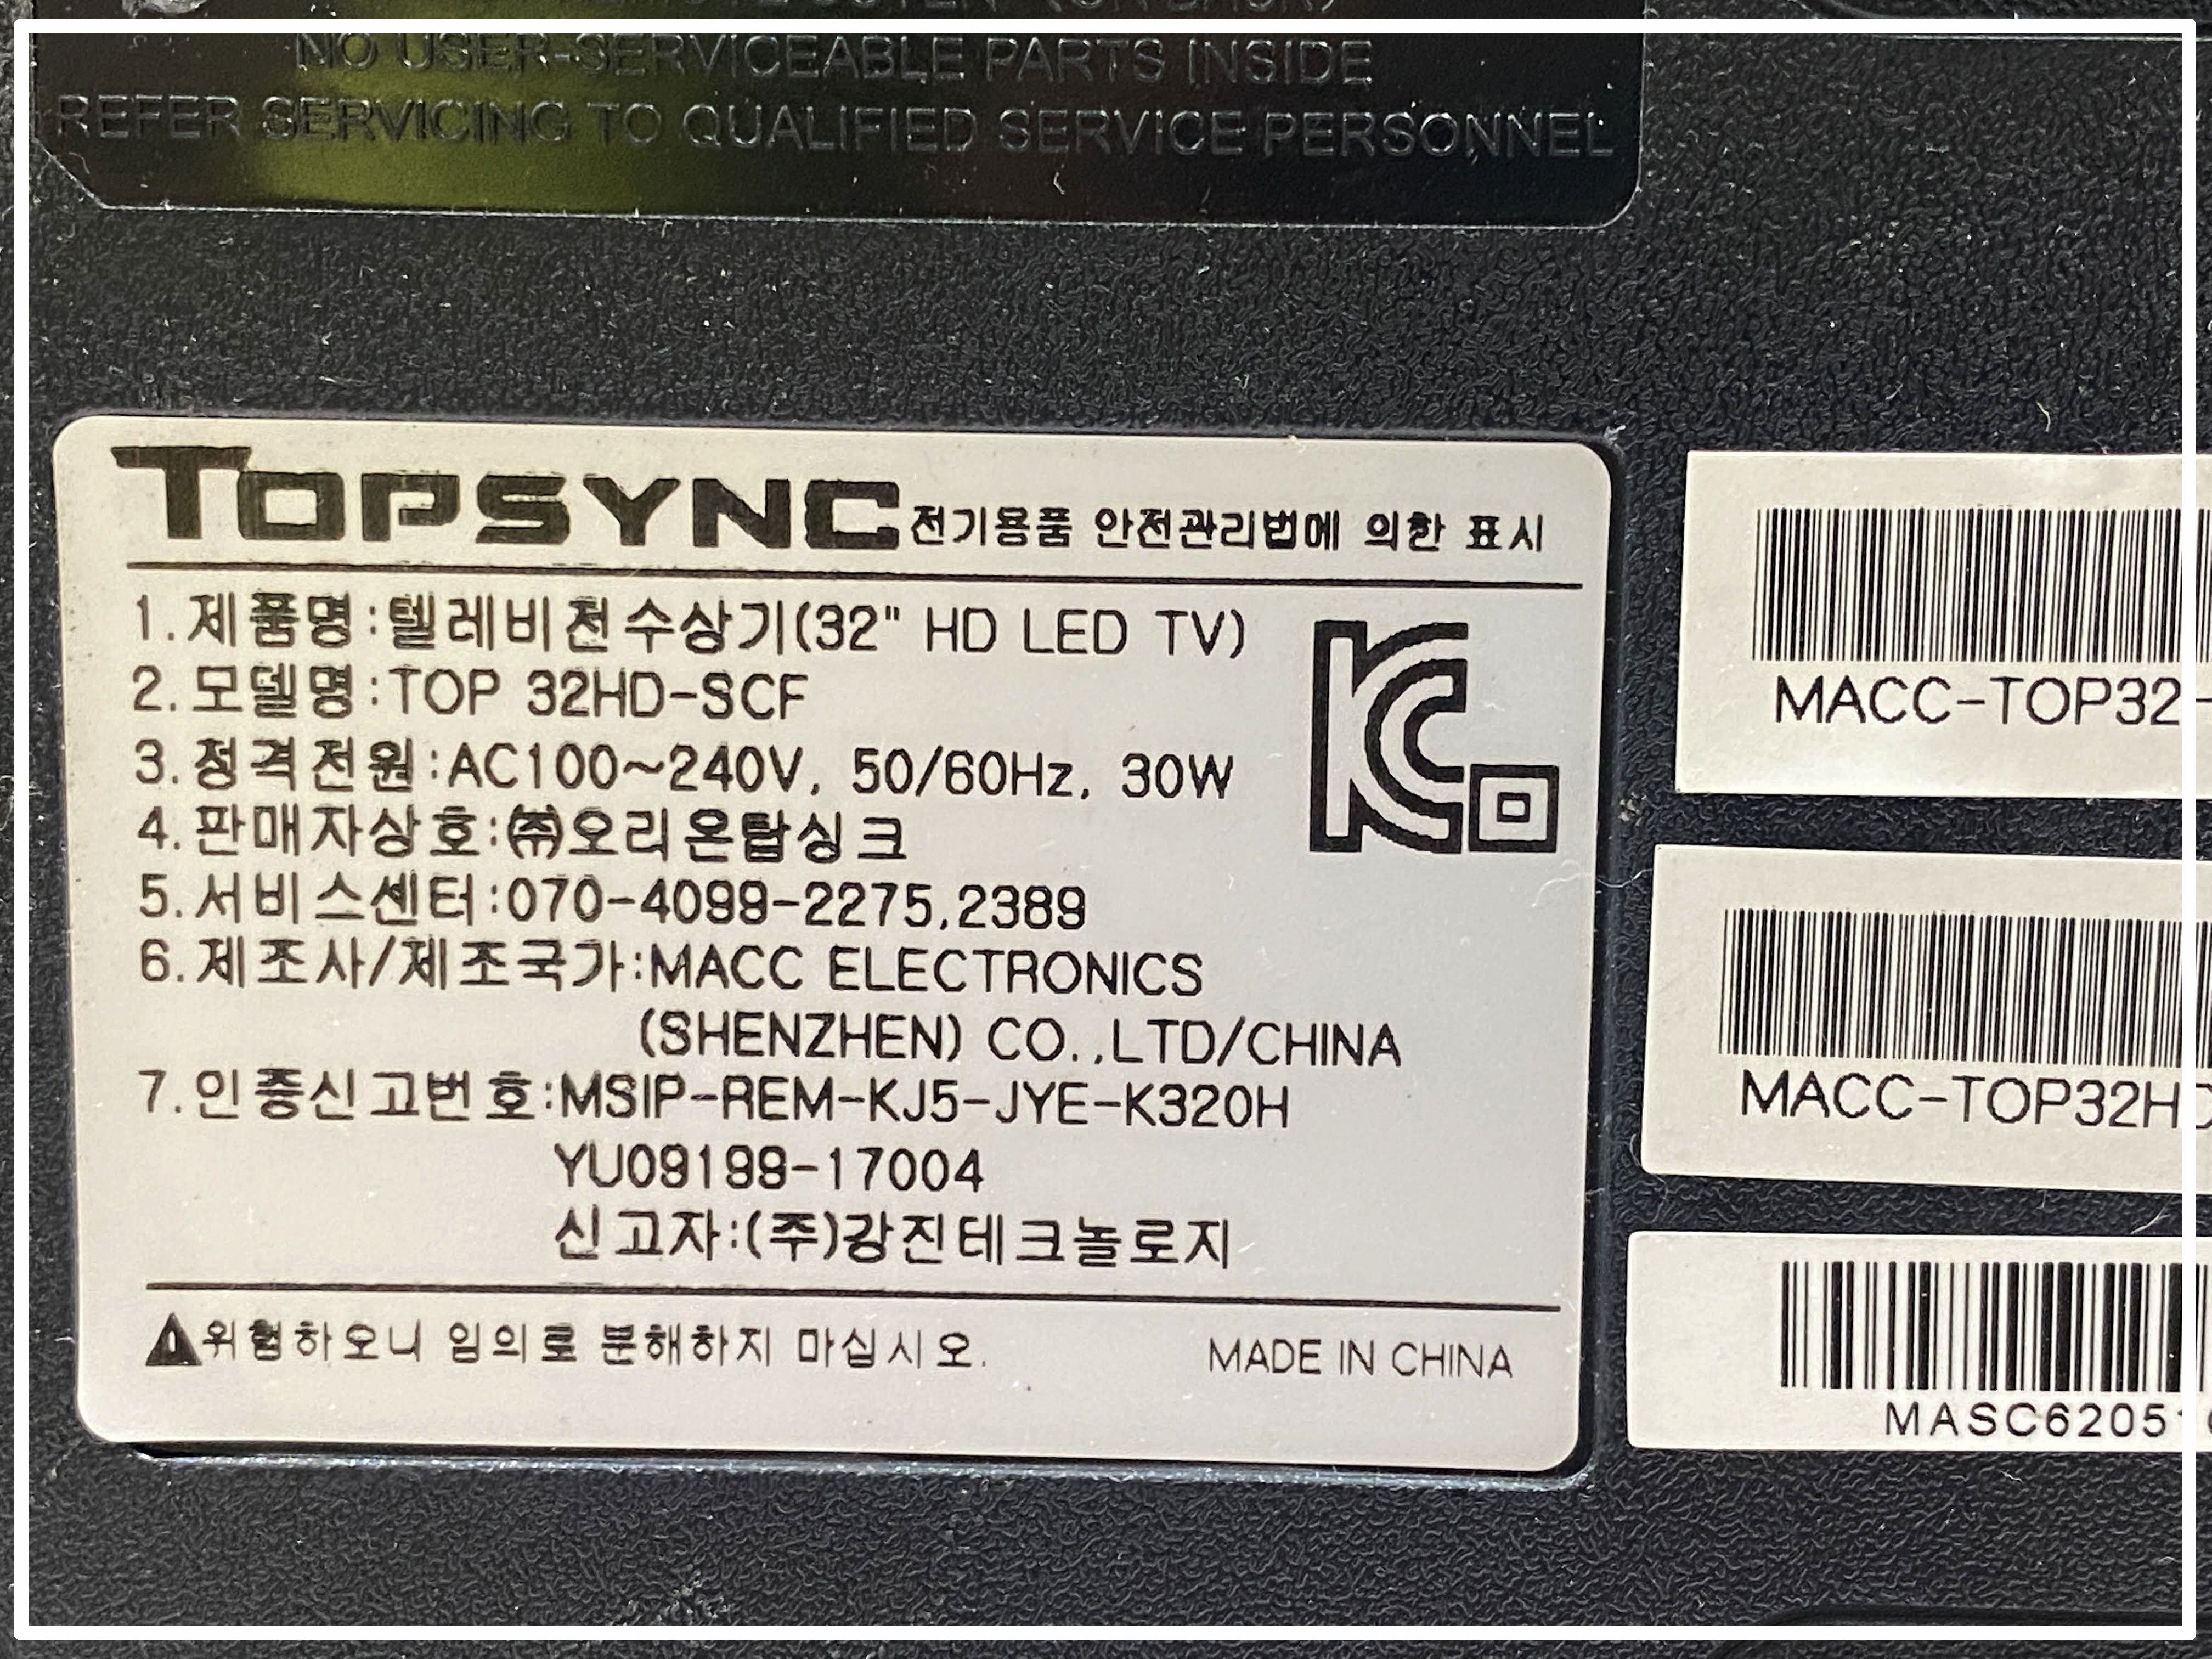 NO USER-SERVICEABLE PARTS INSIDE
REFER SERVICING TO QUALIFIED SERVICE PERSONNEL
TOPSYNC 전기용품 안전관리법에 의한 표시
1.제품명:텔레비전수상기(32" HD LED TV)
2.모델명:TOP 32HD-SCF
3.정격전원:AC100~240V, 50/60Hz, 30W
4.판매자상호:㈜오리온탑싱크
5.서비스센터:070-4099-2275,2389
6.제조사/제조국가:MACC ELECTRONICS
(SHENZHEN) CO.,LTD/CHINA
7.인증신고번호:MSIP-REM-KJ5-JYE-K320H
YU09199-17004
신고자:(주)강진테크놀로지
위험하오니 임의로 분해하지 마십시오.
MADE IN CHINA
KC
MACC-TOP32-
MACC-TOP32HD
MASC62051